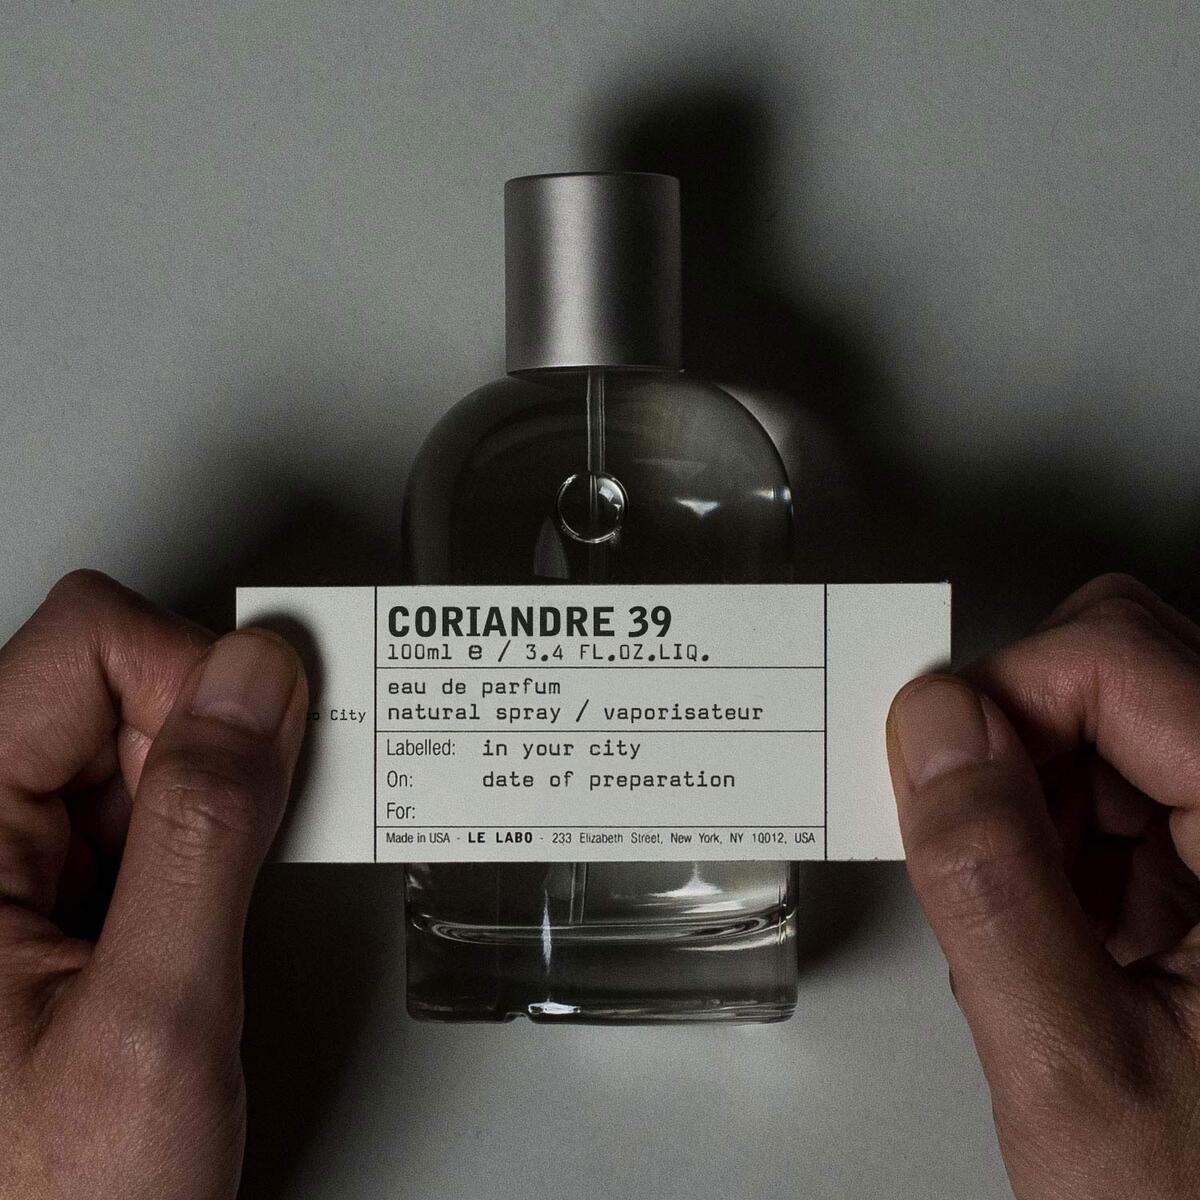 CORIANDRE 39
100ml e / 3.4 FL.OZ.LIQ.
eau de parfum
natural spray / vaporisateur
City
Labelled: in your city
On: date of preparation
For:
Made in USA - LE LABO - 233 Elizabeth Street, New York, NY 10012, USA